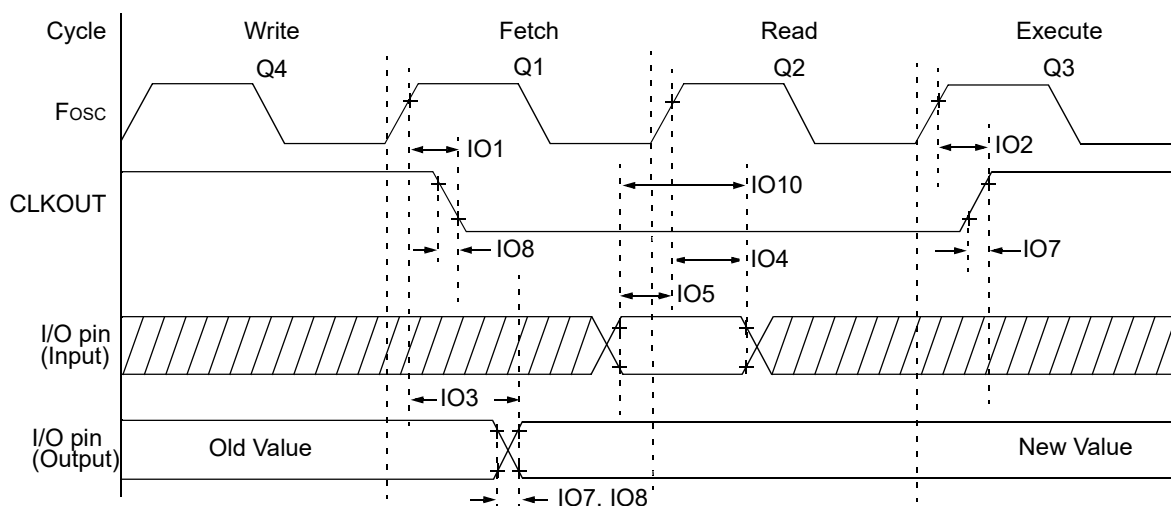 Cycle Write Fetch Read Execute
Q4 Q1 Q2 Q3
Fosc
IO1 IO2
IO10
CLKOUT
IO8 IO4 IO7
IO5
I/O pin
(Input)
IO3
I/O pin
(Output)
Old Value New Value
IO7, IO8